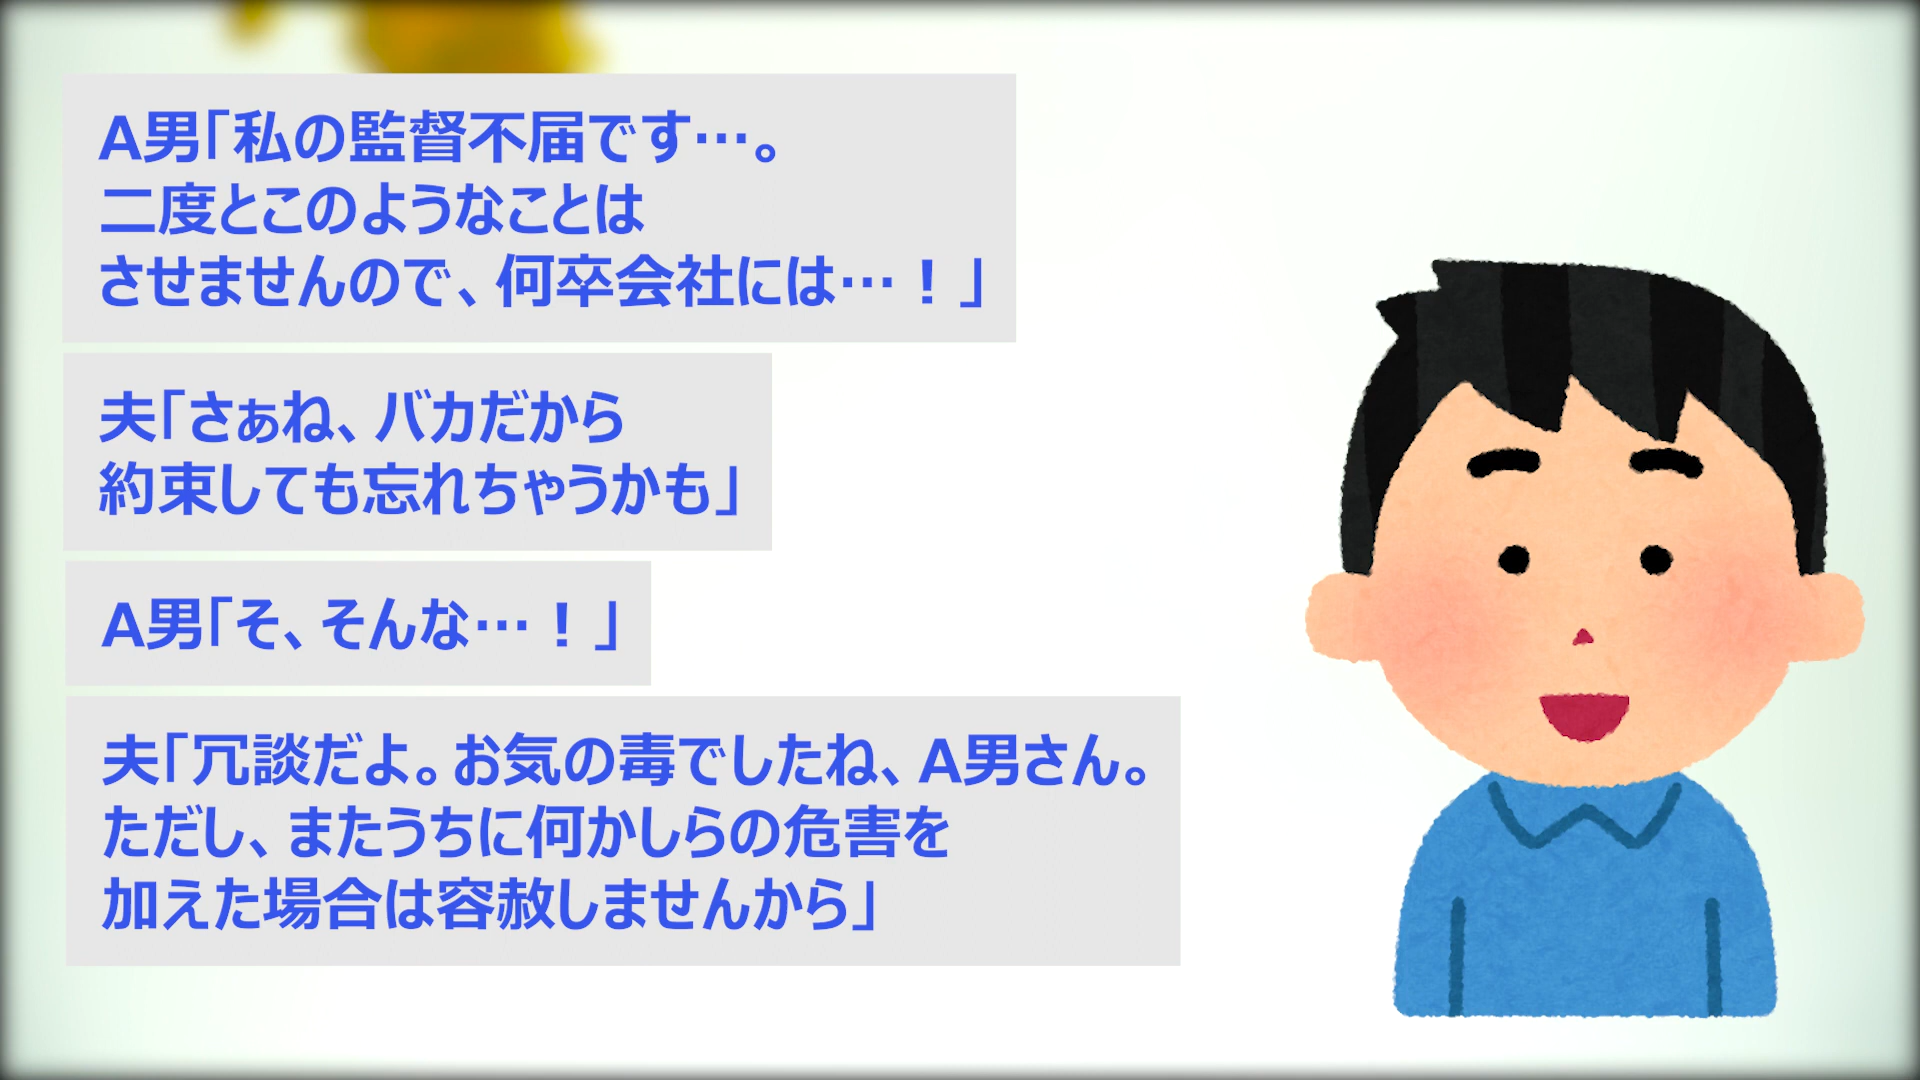 A男「私の監督不届です…。
二度とこのようなことは
させませんので、何卒会社には…！」
夫「さぁね、バカだから
約束しても忘れちゃうかも」
A男「そ、そんな…！」
夫「冗談だよ。お気の毒でしたね、A男さん。
ただし、またうちに何かしらの危害を
加えた場合は容赦しませんから」